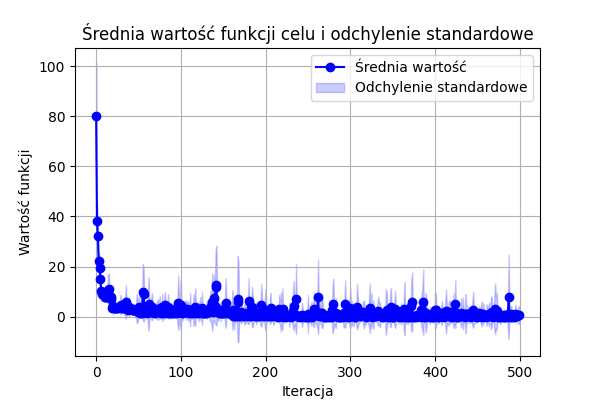 Średnia wartość funkcji celu i odchylenie standardowe
Średnia wartość
Odchylenie standardowe
Wartość funkcji
100
80
60
40
20
0
0 100 200 300 400 500
Iteracja